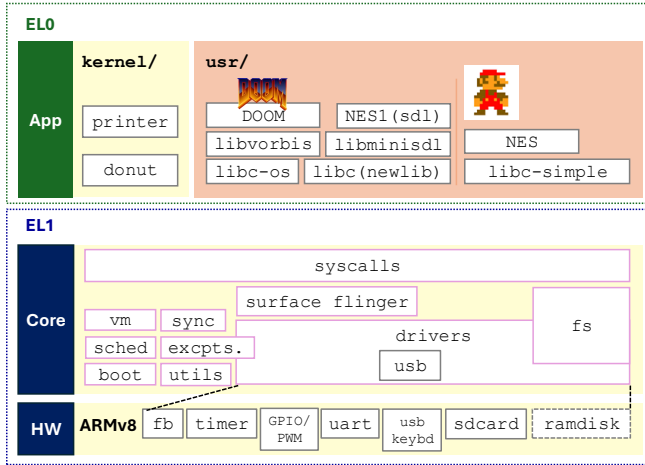 EL0
App
kernel/
printer
donut
usr/
DOOM
DOOM
NES1(sdl)
libvorbis
libminisdl
libc-os
libc(newlib)
NES
libc-simple
EL1
Core
syscalls
surface flinger
vm
sync
drivers
fs
sched
excpts.
usb
boot
utils
HW
ARMv8
fb
timer
GPIO/
PWM
uart
usb
keybd
sdcard
ramdisk